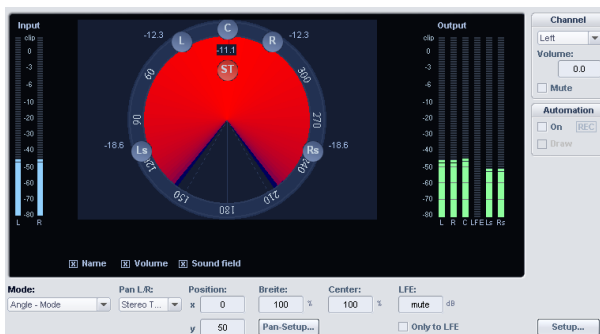 Input
Output
Channel
clip
0
-3
-6
-10
-20
-30
-40
-50
-60
-70
-80
L R
-12.3
L
C
R
-12.3
-11.1
ST
60
300
90
270
-18.6
Ls
Rs
-18.6
120
240
150
180
210
clip
0
-3
-6
-10
-20
-30
-40
-50
-60
-70
-80
L R C LFE Ls Rs
Left
Volume:
0.0
Mute
Automation
On REC
Draw
Name Volume Sound field
Mode: Pan L/R: Position: Breite: Center: LFE:
Angle - Mode Stereo T... x 0 100 % 100 % mute dB
y 50 Pan-Setup... Only to LFE Setup...